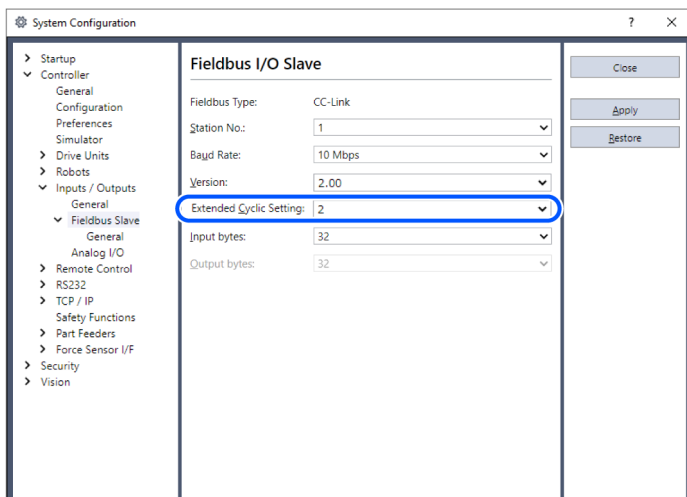 System Configuration
?
Startup
Controller
General
Configuration
Preferences
Simulator
Drive Units
Robots
Inputs / Outputs
General
Fieldbus Slave
General
Analog I/O
Remote Control
RS232
TCP / IP
Safety Functions
Part Feeders
Force Sensor I/F
Security
Vision
Fieldbus I/O Slave
Fieldbus Type: CC-Link
Station No.: 1
Baud Rate: 10 Mbps
Version: 2.00
Extended Cyclic Setting: 2
Input bytes: 32
Output bytes: 32
Close
Apply
Restore